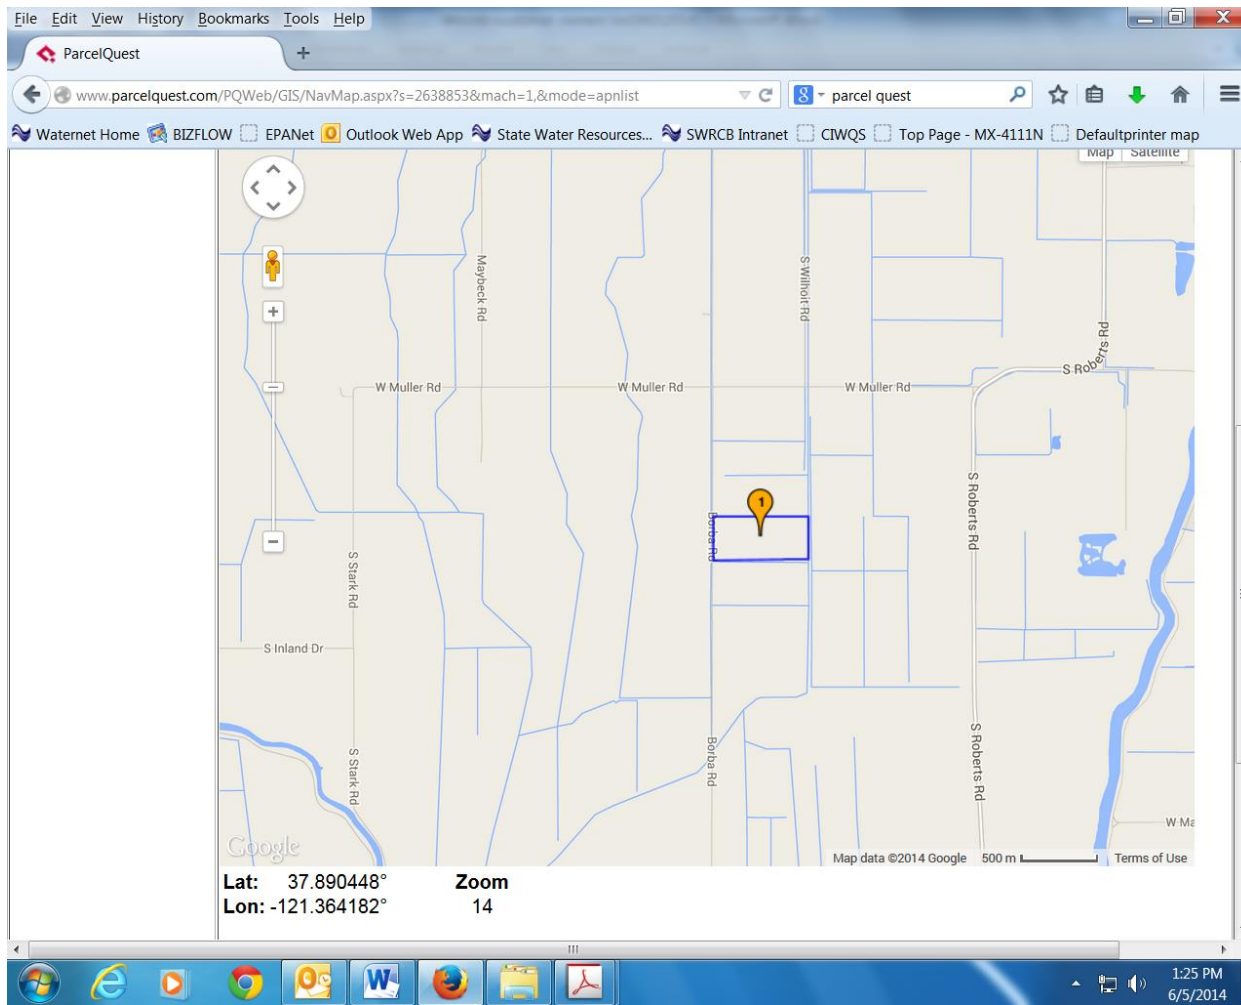 File Edit View History Bookmarks Tools Help
ParcelQuest
+
www.parcelquest.com/PQWeb/GIS/NavMap.aspx?s=2638853&mach=1,&mode=apnlist
8 parcel quest
Waternet Home BIZFLOW EPANet Outlook Web App State Water Resources... SWRCB Intranet CIWQS Top Page - MX-4111N Defaultprinter map
Map Satellite
Maybeck Rd
S Wilhoit Rd
S Roberts Rd
W Muller Rd W Muller Rd W Muller Rd
S Roberts Rd
1
Borba Rd
S Stark Rd
S Inland Dr
Borba Rd
S Stark Rd
S Roberts Rd
W Ma
Google
Map data ©2014 Google 500 m Terms of Use
Lat: 37.890448° Zoom
Lon: -121.364182° 14
1:25 PM
6/5/2014